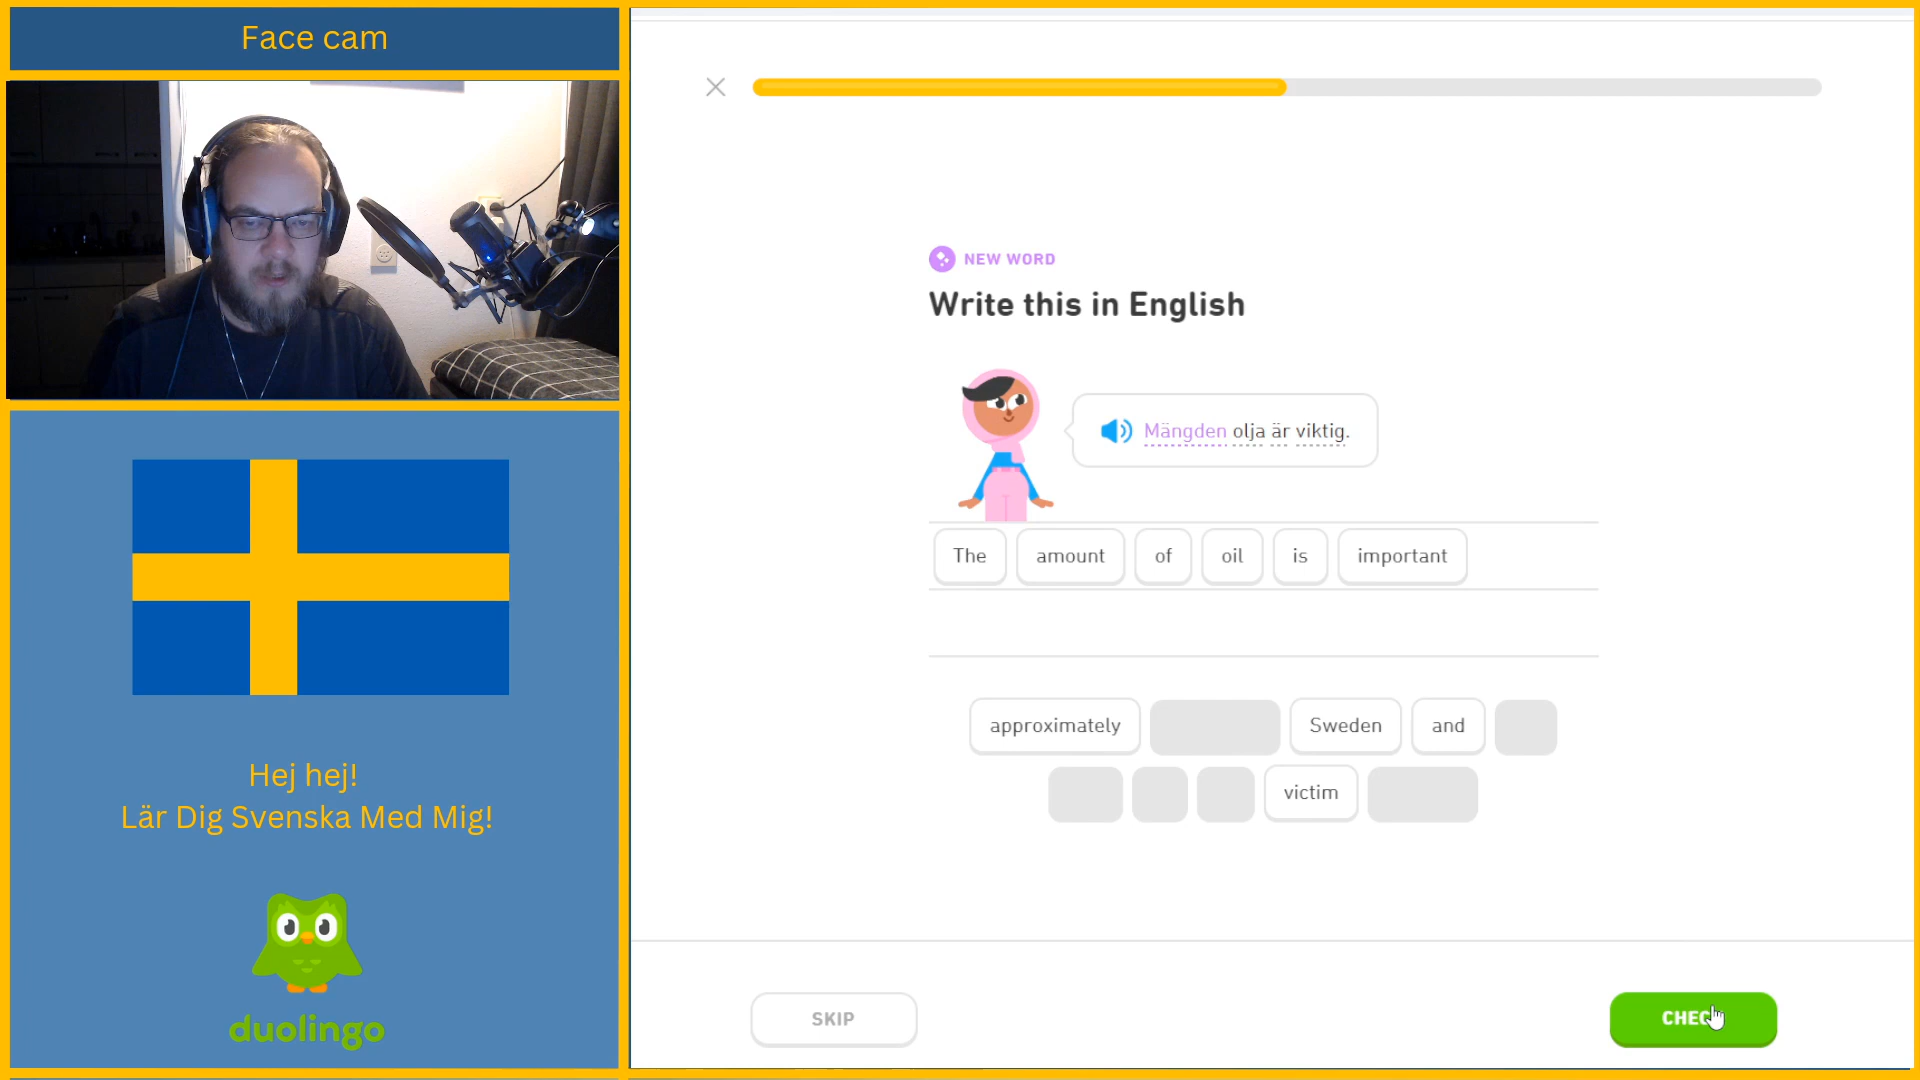 Face cam
Hej hej!
Lär Dig Svenska Med Mig!
duolingo
NEW WORD
Write this in English
Mängden olja är viktig.
The amount of oil is important
approximately Sweden and
victim
SKIP
CHEC